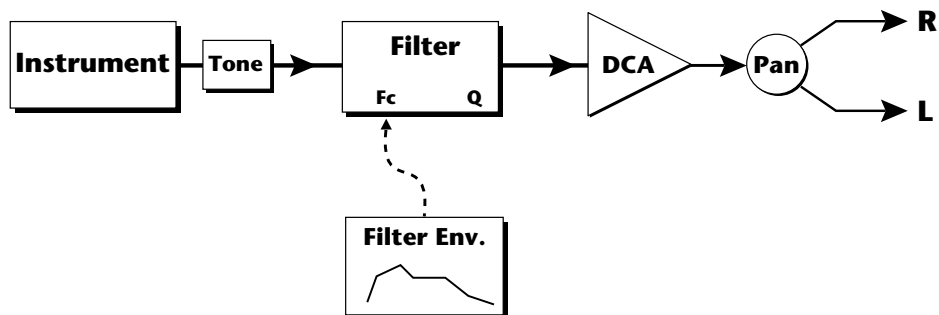 Instrument
Tone
Filter
Fc
Q
DCA
Pan
R
L
Filter Env.